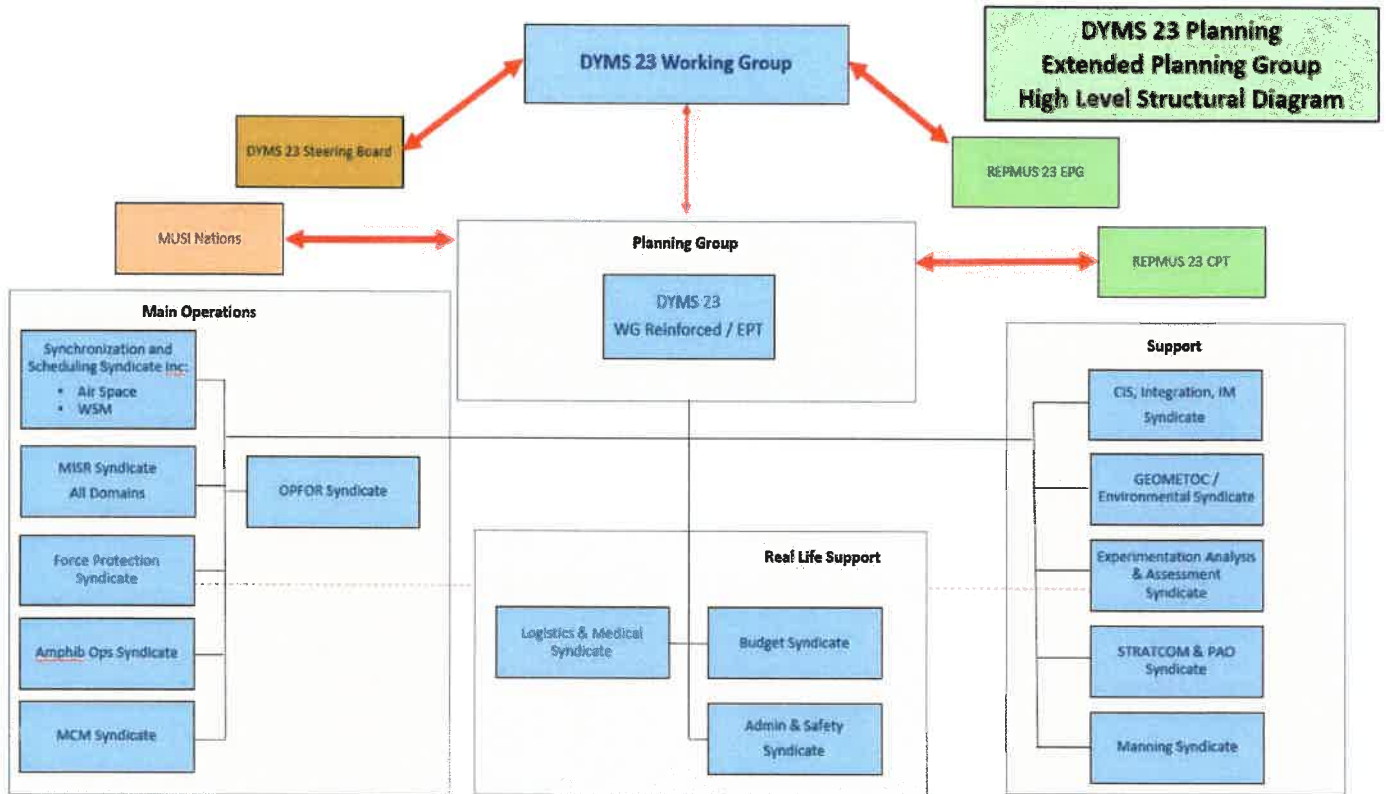 DYMS 23 Planning
Extended Planning Group
High Level Structural Diagram
DYMS 23 Working Group
DYMS 23 Steering Board
REPMUS 23 EPG
MUSI Nations
Planning Group
REPMUS 23 CPT
DYMS 23
WG Reinforced / EPT
Main Operations
Synchronization and
Scheduling Syndicate Inc:
• Air Space
• WSM
MISR Syndicate
All Domains
OPFOR Syndicate
Force Protection
Syndicate
Amphib Ops Syndicate
MCM Syndicate
Real Life Support
Logistics & Medical
Syndicate
Budget Syndicate
Admin & Safety
Syndicate
Support
CIS, Integration, IM
Syndicate
GEOMETOC /
Environmental Syndicate
Experimentation Analysis
& Assessment
Syndicate
STRATCOM & PAO
Syndicate
Manning Syndicate